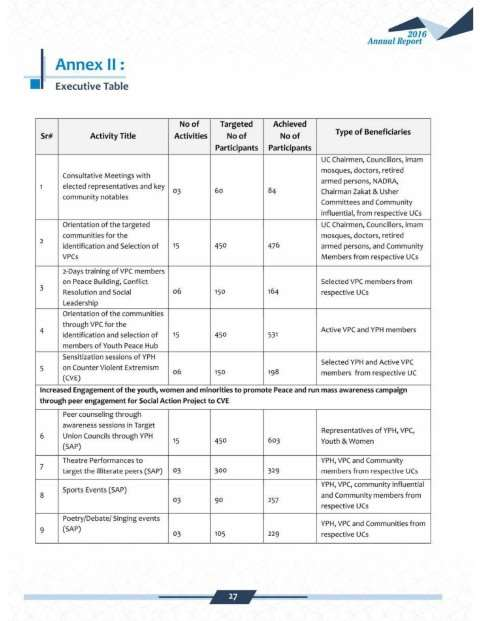 2016
Annual Report
Annex II :
Executive Table
Sr#
Activity Title
No of
Activities
Targeted
No of
Participants
Achieved
No of
Participants
Type of Beneficiaries
1
Consultative Meetings with
elected representatives and key
community notables
03
60
84
UC Chairmen, Councillors, imam
mosques, doctors, retired
armed persons, NADRA,
Chairman Zakat & Usher
Committees and Community
influential, from respective UCs
2
Orientation of the targeted
communities for the
identification and Selection of
VPCs
15
450
476
UC Chairmen, Councillors, imam
mosques, doctors, retired
armed persons, and Community
Members from respective UCs
3
2-Days training of VPC members
on Peace Building, Conflict
Resolution and Social
Leadership
06
150
164
Selected VPC members from
respective UCs
4
Orientation of the communities
through VPC for the
identification and selection of
members of Youth Peace Hub
15
450
531
Active VPC and YPH members
5
Sensitization sessions of YPH
on Counter Violent Extremism
(CVE)
06
150
198
Selected YPH and Active VPC
members from respective UC
Increased Engagement of the youth, women and minorities to promote Peace and run mass awareness campaign
through peer engagement for Social Action Project to CVE
6
Peer counseling through
awareness sessions in Target
Union Councils through YPH
(SAP)
15
450
603
Representatives of YPH, VPC,
Youth & Women
7
Theatre Performances to
target the illiterate peers (SAP)
03
300
329
YPH, VPC and Community
members from respective UCs
8
Sports Events (SAP)
03
90
257
YPH, VPC, community influential
and Community members from
respective UCs
9
Poetry/Debate/ Singing events
(SAP)
03
105
229
YPH, VPC and Communities from
respective UCs
27